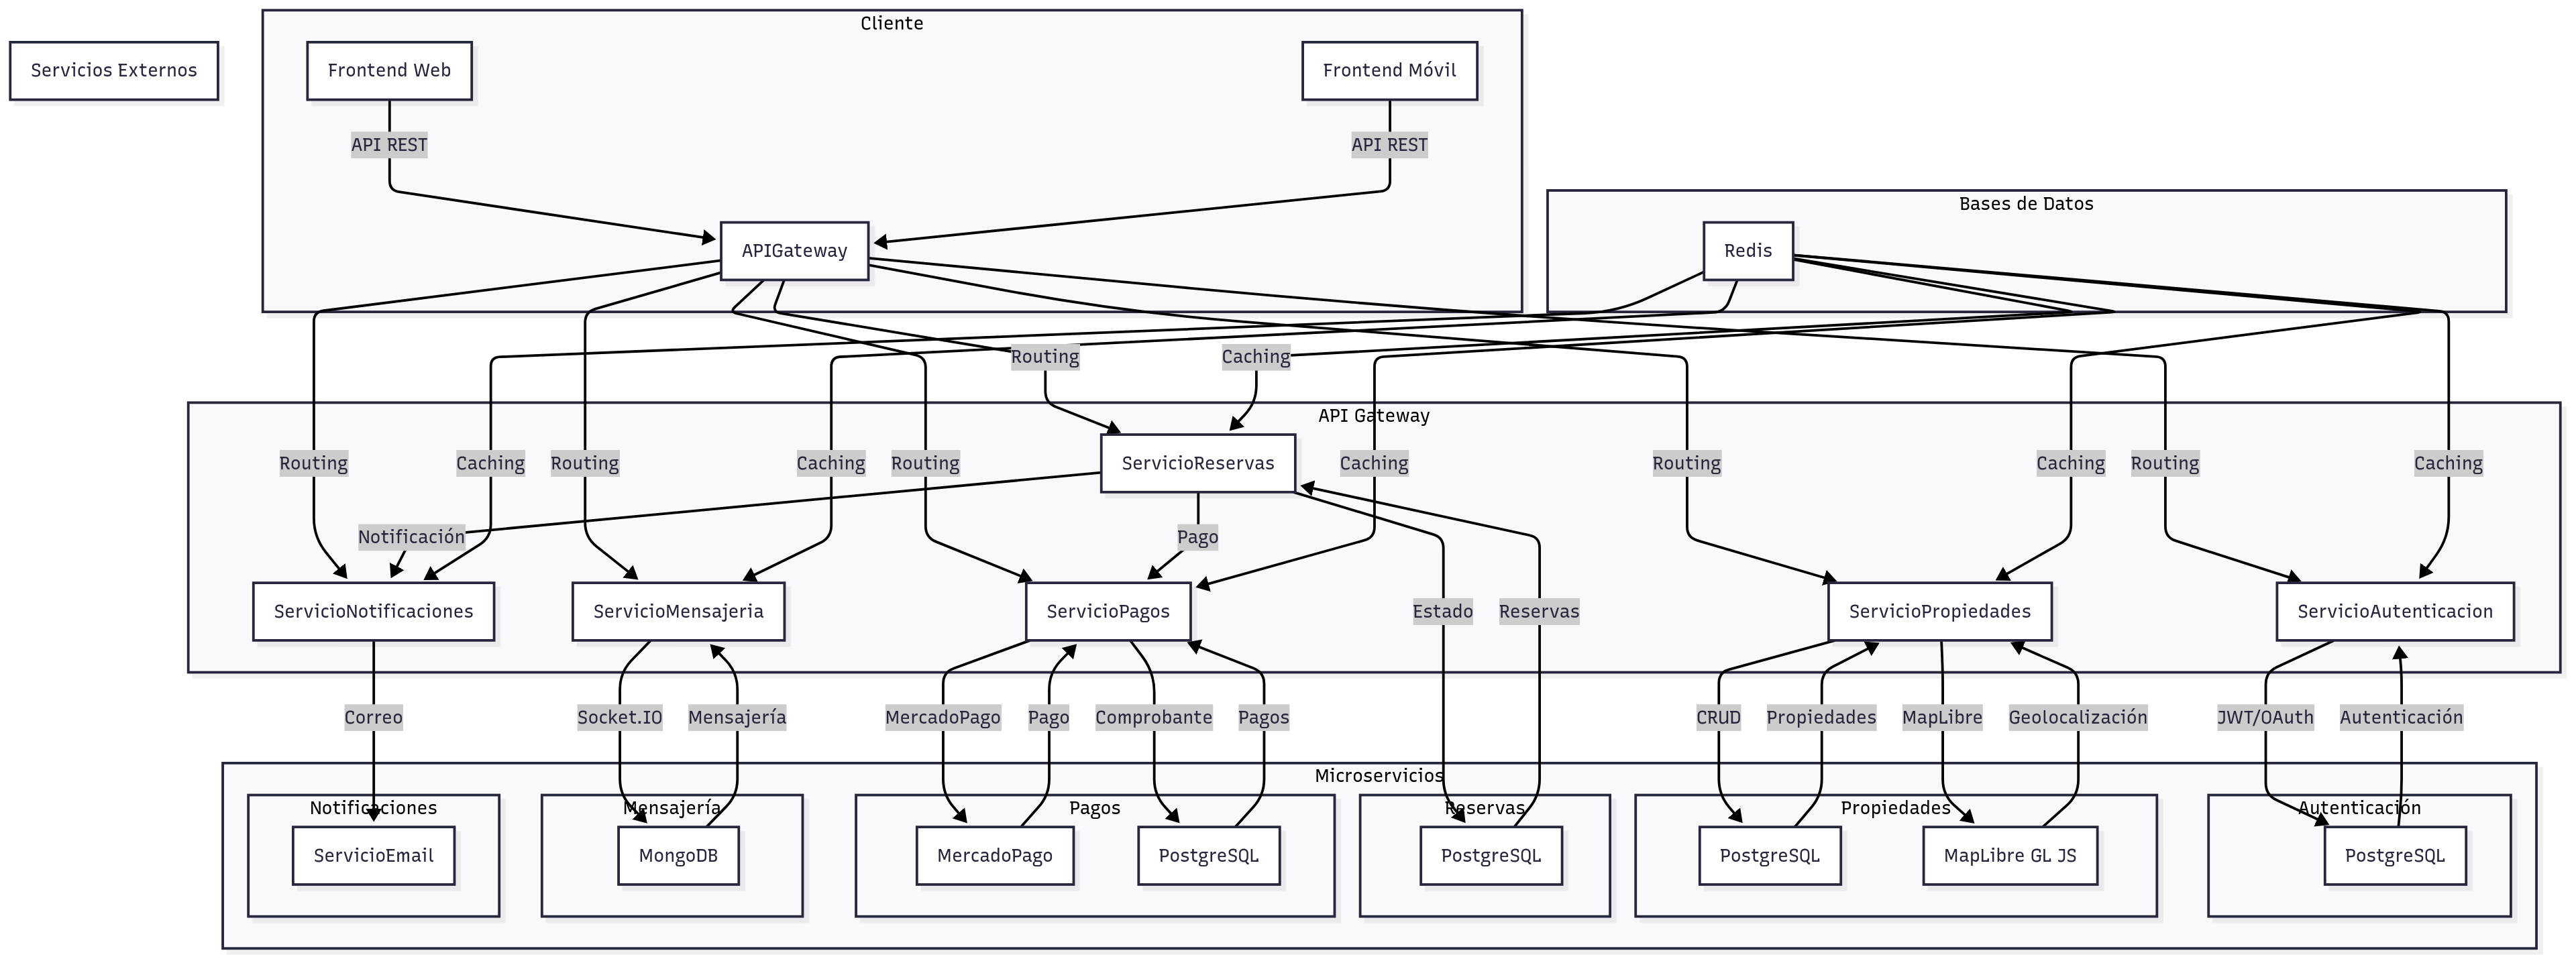 Cliente
Servicios Externos
Frontend Web
Frontend Móvil
API REST
API REST
Bases de Datos
APIGateway
Redis
Routing
Caching
API Gateway
Routing
Caching
Routing
Caching
Routing
ServicioReservas
Caching
Routing
Caching
Routing
Caching
Notificación
Pago
ServicioNotificaciones
ServicioMensajeria
ServicioPagos
Estado
Reservas
ServicioPropiedades
ServicioAutenticacion
Correo
Socket.IO
Mensajería
MercadoPago
Pago
Comprobante
Pagos
CRUD
Propiedades
MapLibre
Geolocalización
JWT/OAuth
Autenticación
Microservicios
Notificaciones
Mensajería
Pagos
Reservas
Propiedades
Autenticación
ServicioEmail
MongoDB
MercadoPago
PostgreSQL
PostgreSQL
PostgreSQL
MapLibre GL JS
PostgreSQL